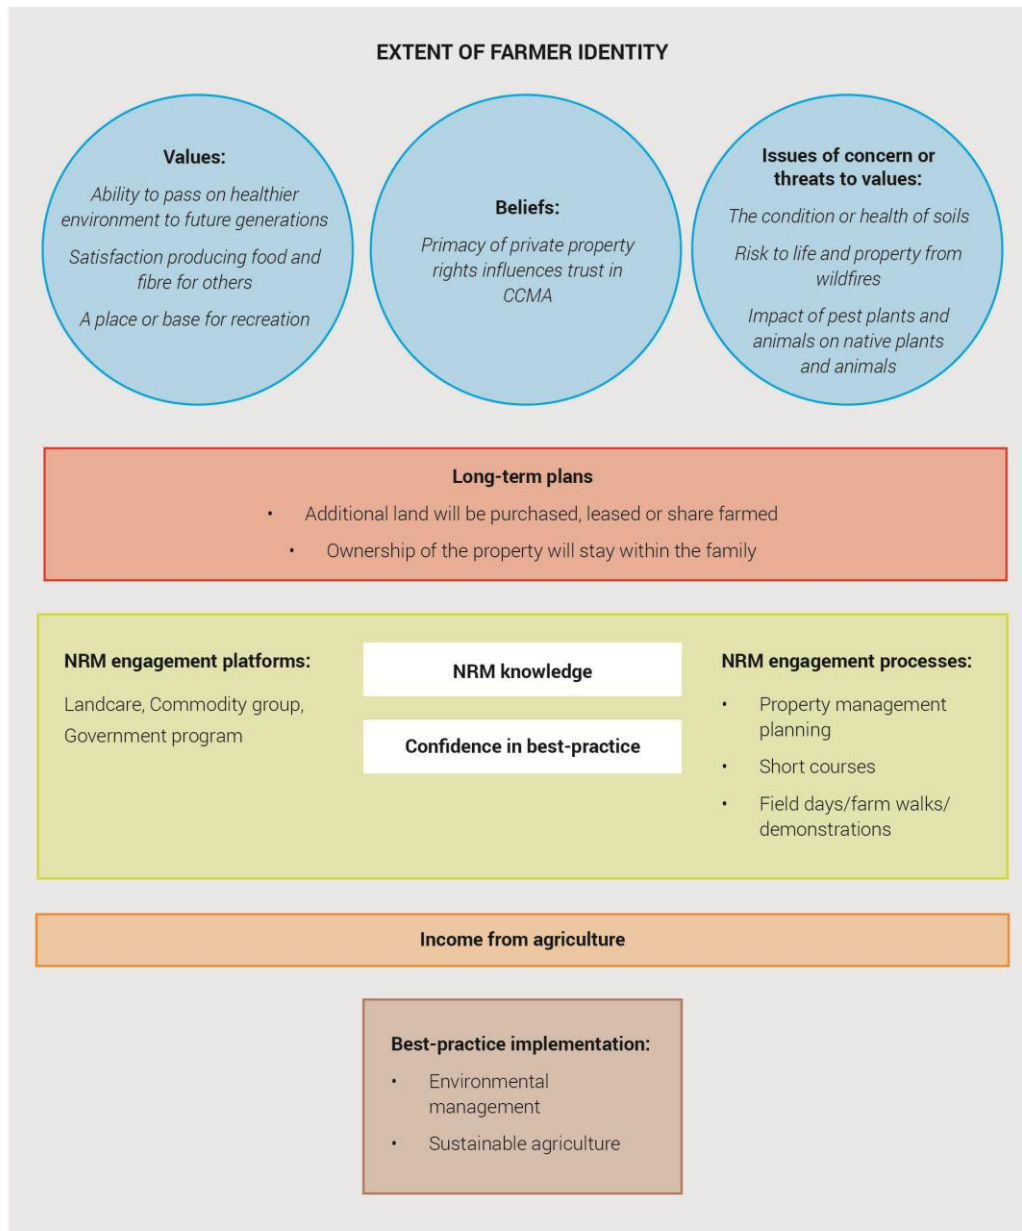 EXTENT OF FARMER IDENTITY
Values:
Ability to pass on healthier
environment to future generations
Satisfaction producing food and
fibre for others
A place or base for recreation
Beliefs:
Primacy of private property
rights influences trust in
CCMA
Issues of concern or
threats to values:
The condition or health of soils
Risk to life and property from
wildfires
Impact of pest plants and
animals on native plants
and animals
Long-term plans
• Additional land will be purchased, leased or share farmed
• Ownership of the property will stay within the family
NRM engagement platforms:
Landcare, Commodity group,
Government program
NRM knowledge
Confidence in best-practice
NRM engagement processes:
• Property management
planning
• Short courses
• Field days/farm walks/
demonstrations
Income from agriculture
Best-practice implementation:
• Environmental
management
• Sustainable agriculture